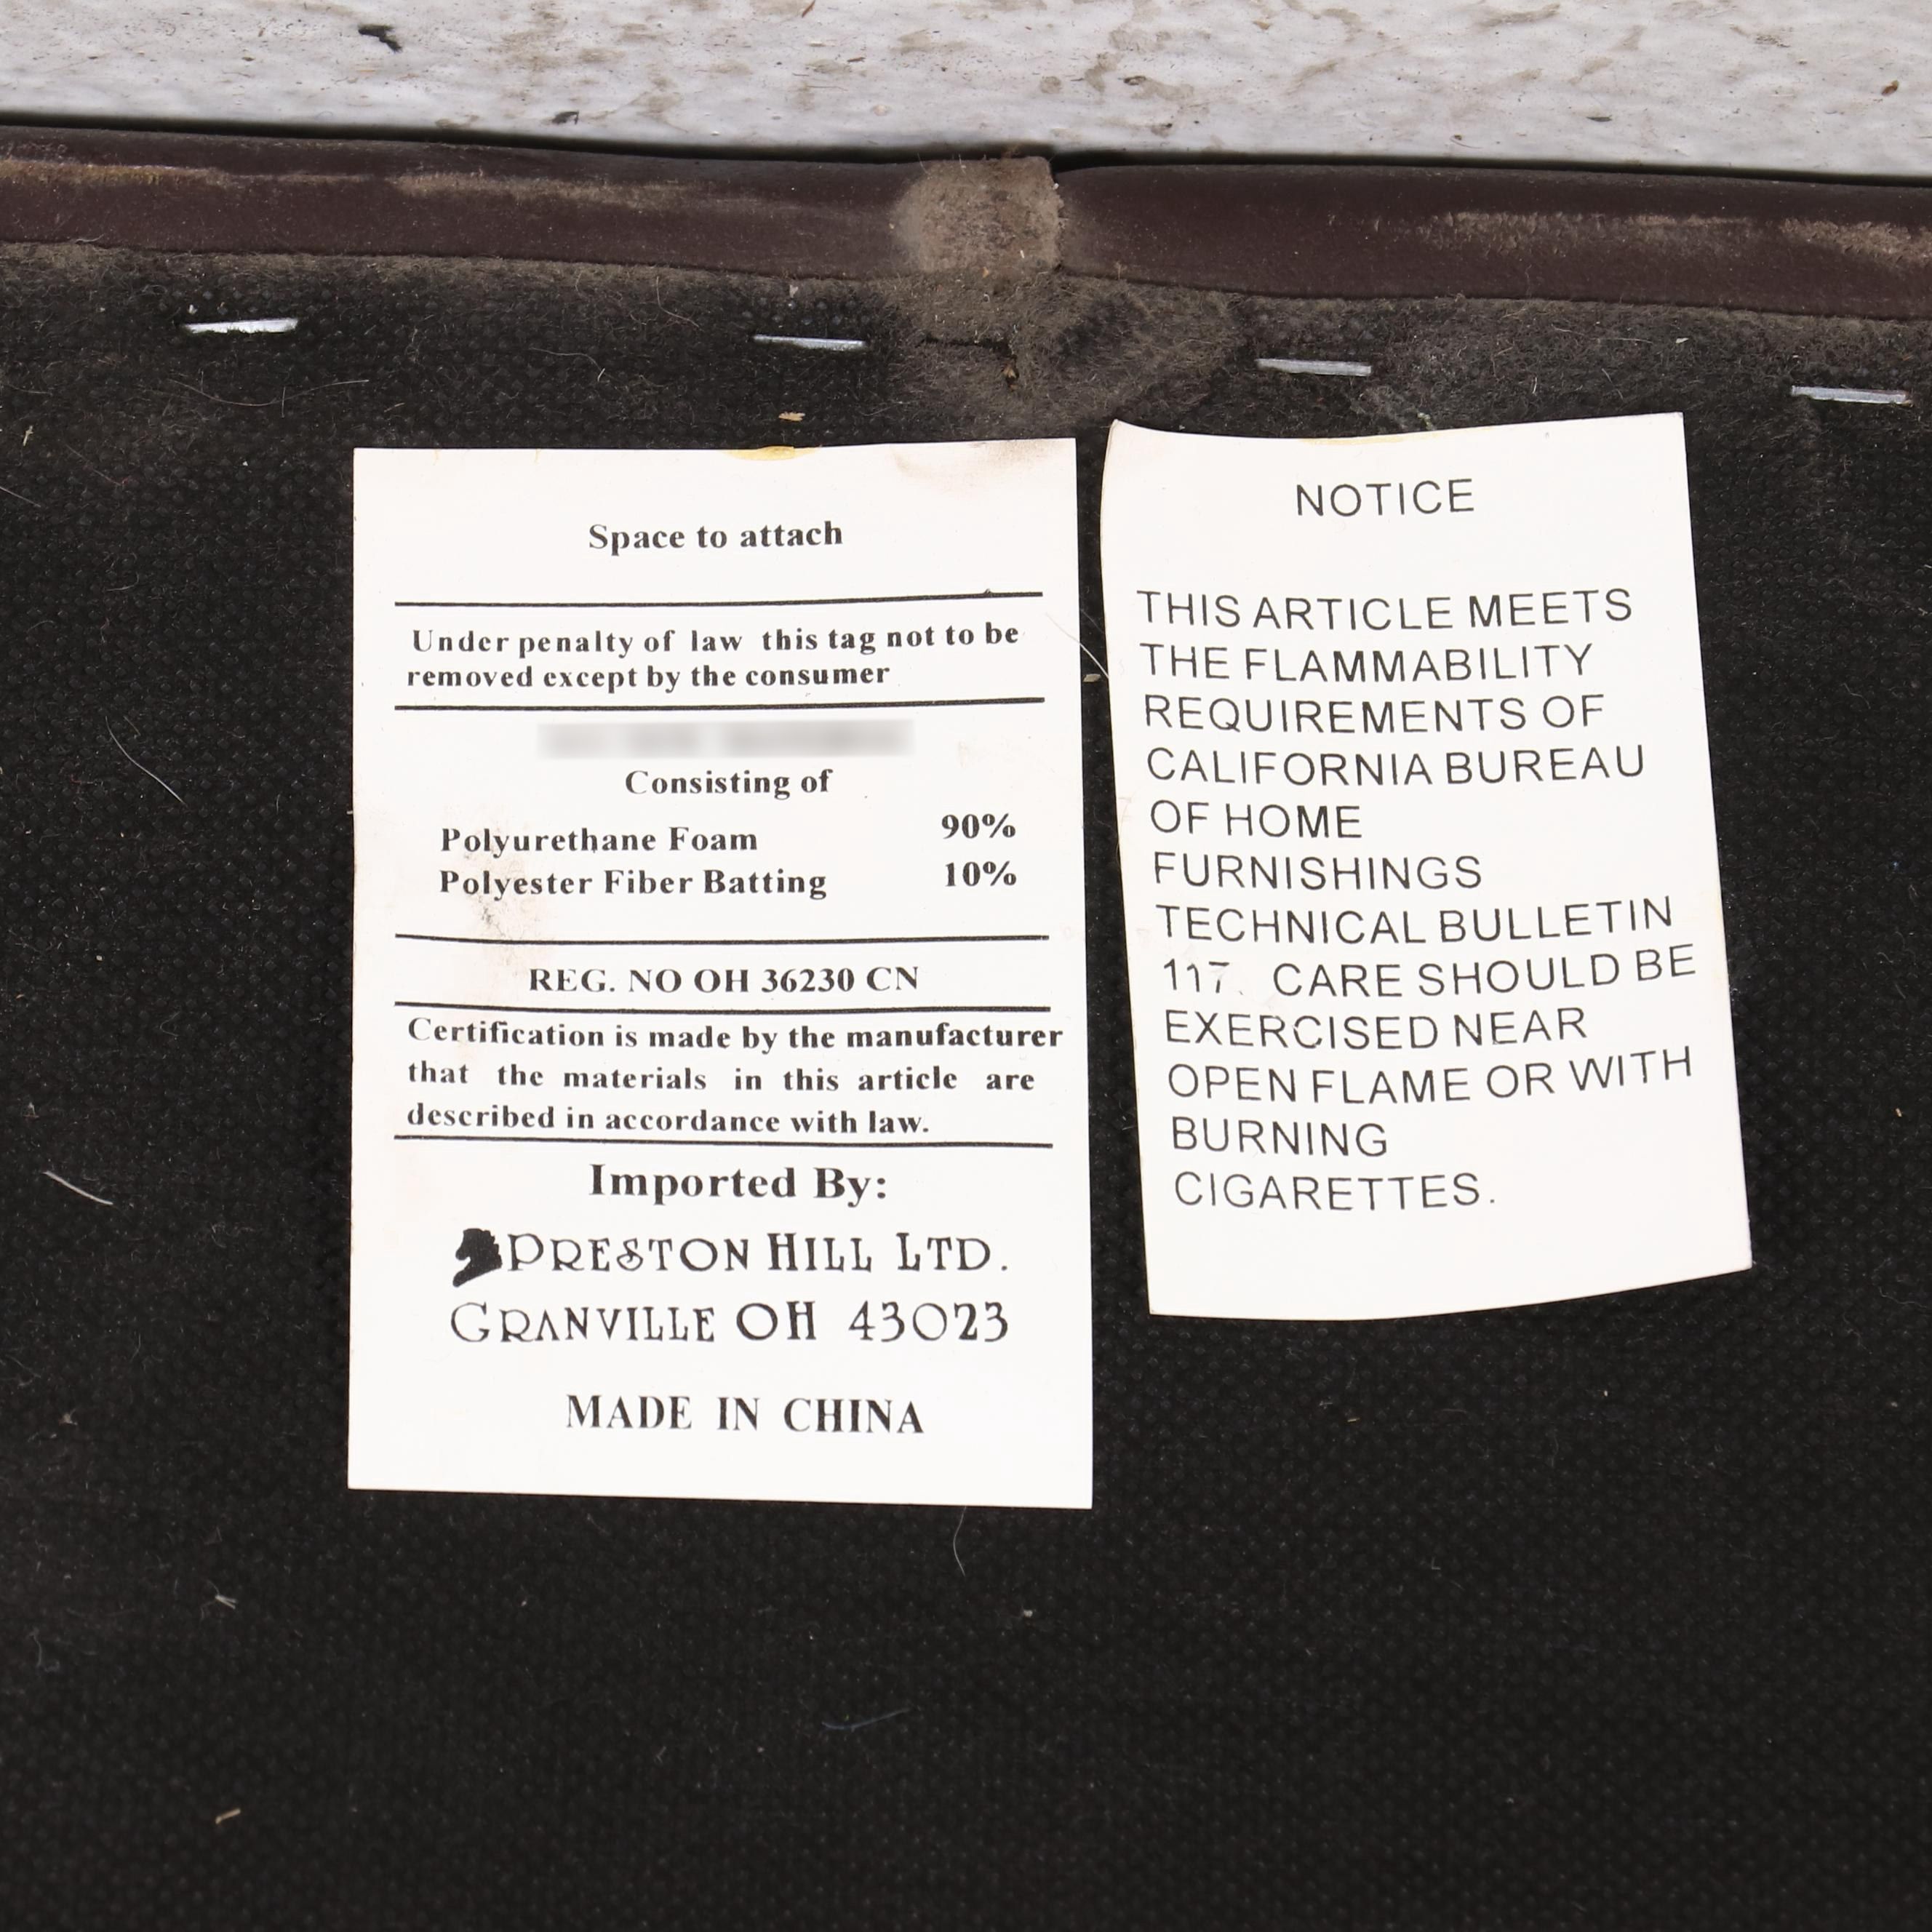 Space to attach
Under penalty of law this tag not to be
removed except by the consumer
Consisting of
Polyurethane Foam 90%
Polyester Fiber Batting 10%
REG. NO OH 36230 CN
Certification is made by the manufacturer
that the materials in this article are
described in accordance with law.
Imported By:
PRESTON HILL LTD.
GRANVILLE OH 43023
MADE IN CHINA
NOTICE
THIS ARTICLE MEETS
THE FLAMMABILITY
REQUIREMENTS OF
CALIFORNIA BUREAU
OF HOME
FURNISHINGS
TECHNICAL BULLETIN
117. CARE SHOULD BE
EXERCISED NEAR
OPEN FLAME OR WITH
BURNING
CIGARETTES.